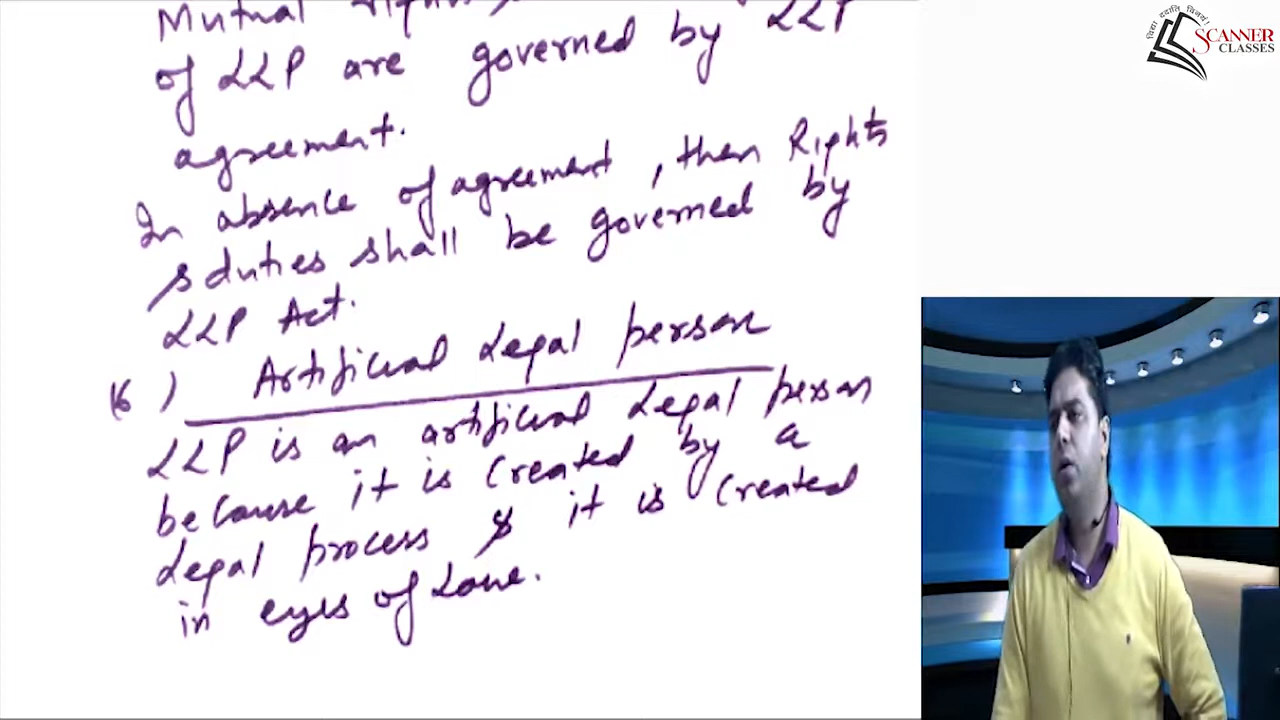 Mutual
of LLP are governed by LLP
agreement.
In absence of agreement, then Rights
& duties shall be governed by
LLP Act.
16) Artificial Legal person
LLP is an artificial Legal person
because it is created by a
Legal process & it is created
in eyes of Law.
विद्या ददाति विनयं।
SCANNER
CLASSES